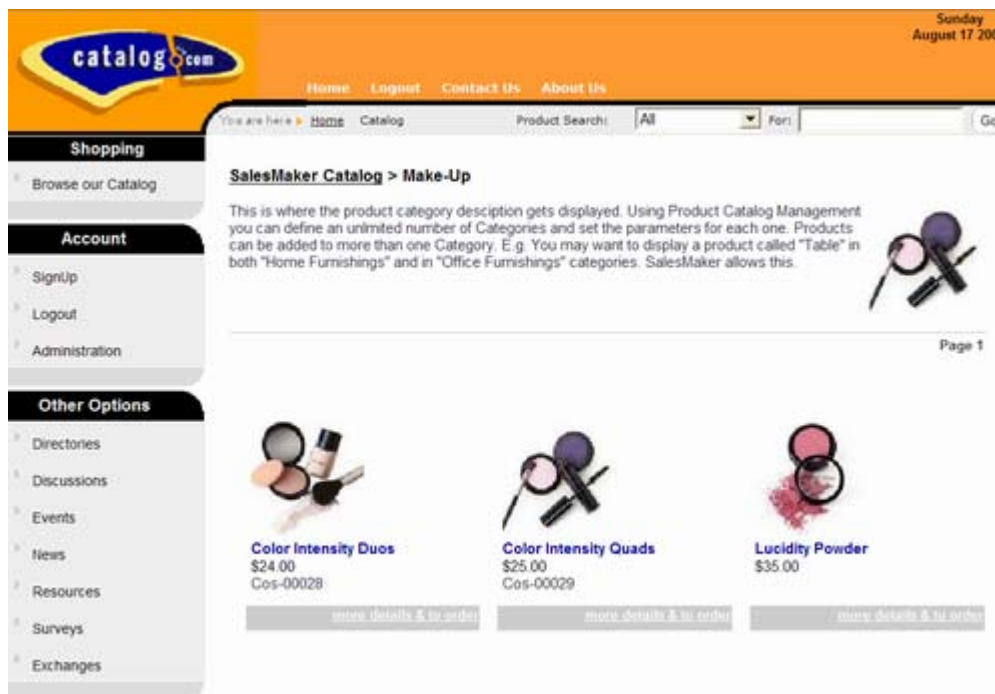 Sunday
August 17 200
catalog.com
Home Logout Contact Us About Us
You are here Home Catalog Product Search: All For: Go
Shopping
Browse our Catalog
Account
SignUp
Logout
Administration
Other Options
Directories
Discussions
Events
News
Resources
Surveys
Exchanges
SalesMaker Catalog > Make-Up
This is where the product category desciption gets displayed. Using Product Catalog Management
you can define an unlmited number of Categories and set the parameters for each one. Products
can be added to more than one Category. E.g. You may want to display a product called "Table" in
both "Home Furnishings" and in "Office Furnishings" categories. SalesMaker allows this.
Page 1
Color Intensity Duos
$24.00
Cos-00028
more details & to order
Color Intensity Quads
$25.00
Cos-00029
more details & to order
Lucidity Powder
$35.00
more details & to order